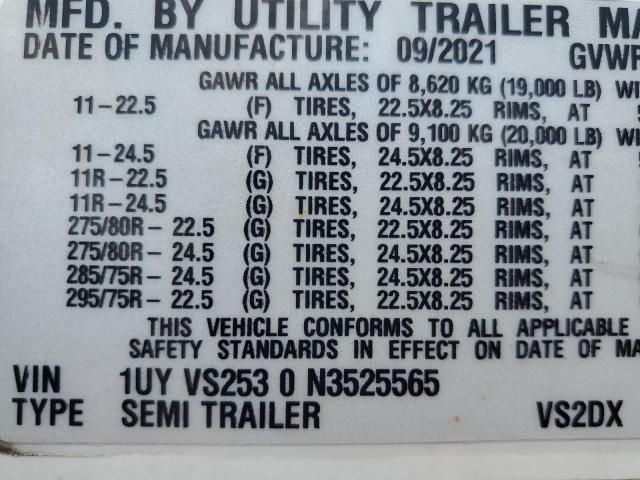 MFD. BY UTILITY TRAILER
DATE OF MANUFACTURE: 09/2021
GAWR ALL AXLES OF 8,620 KG (19,000 LB)
11-22.5 (F) TIRES, 22.5X8.25 RIMS, AT
GAWR ALL AXLES OF 9,100 KG (20,000 LB)
11-24.5 (F) TIRES, 24.5X8.25 RIMS, AT
11R-22.5 (G) TIRES, 22.5X8.25 RIMS, AT
11R-24.5 (G) TIRES, 24.5X8.25 RIMS, AT
275/80R-22.5 (G) TIRES, 22.5X8.25 RIMS, AT
275/80R-24.5 (G) TIRES, 24.5X8.25 RIMS, AT
285/75R-24.5 (G) TIRES, 24.5X8.25 RIMS, AT
295/75R-22.5 (G) TIRES, 22.5X8.25 RIMS, AT
THIS VEHICLE CONFORMS TO ALL APPLICABLE
SAFETY STANDARDS IN EFFECT ON DATE OF
VIN 1UY VS253 0 N3525565
TYPE SEMI TRAILER VS2DX